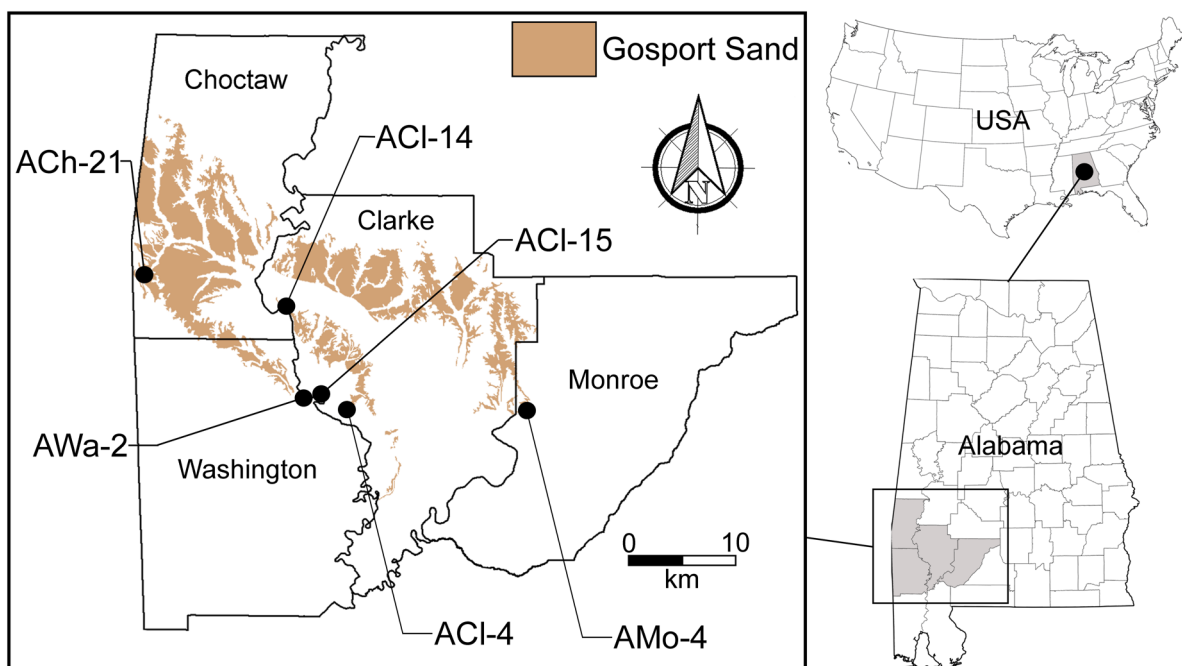 Gosport Sand
Choctaw
ACl-14
ACh-21
USA
N
Clarke
ACl-15
Monroe
AWa-2
Washington
Alabama
0 10
km
ACl-4
AMo-4